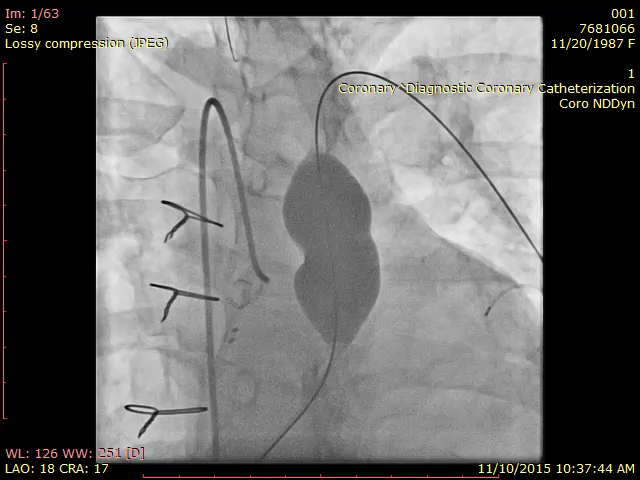 Im: 1/63
Se: 8
Lossy compression (JPEG)
001
7681066
11/20/1987 F
1
Coronary^Diagnostic Coronary Catheterization
Coro NDDyn
WL: 126 WW: 251 [D]
LAO: 18 CRA: 17
11/10/2015 10:37:44 AM